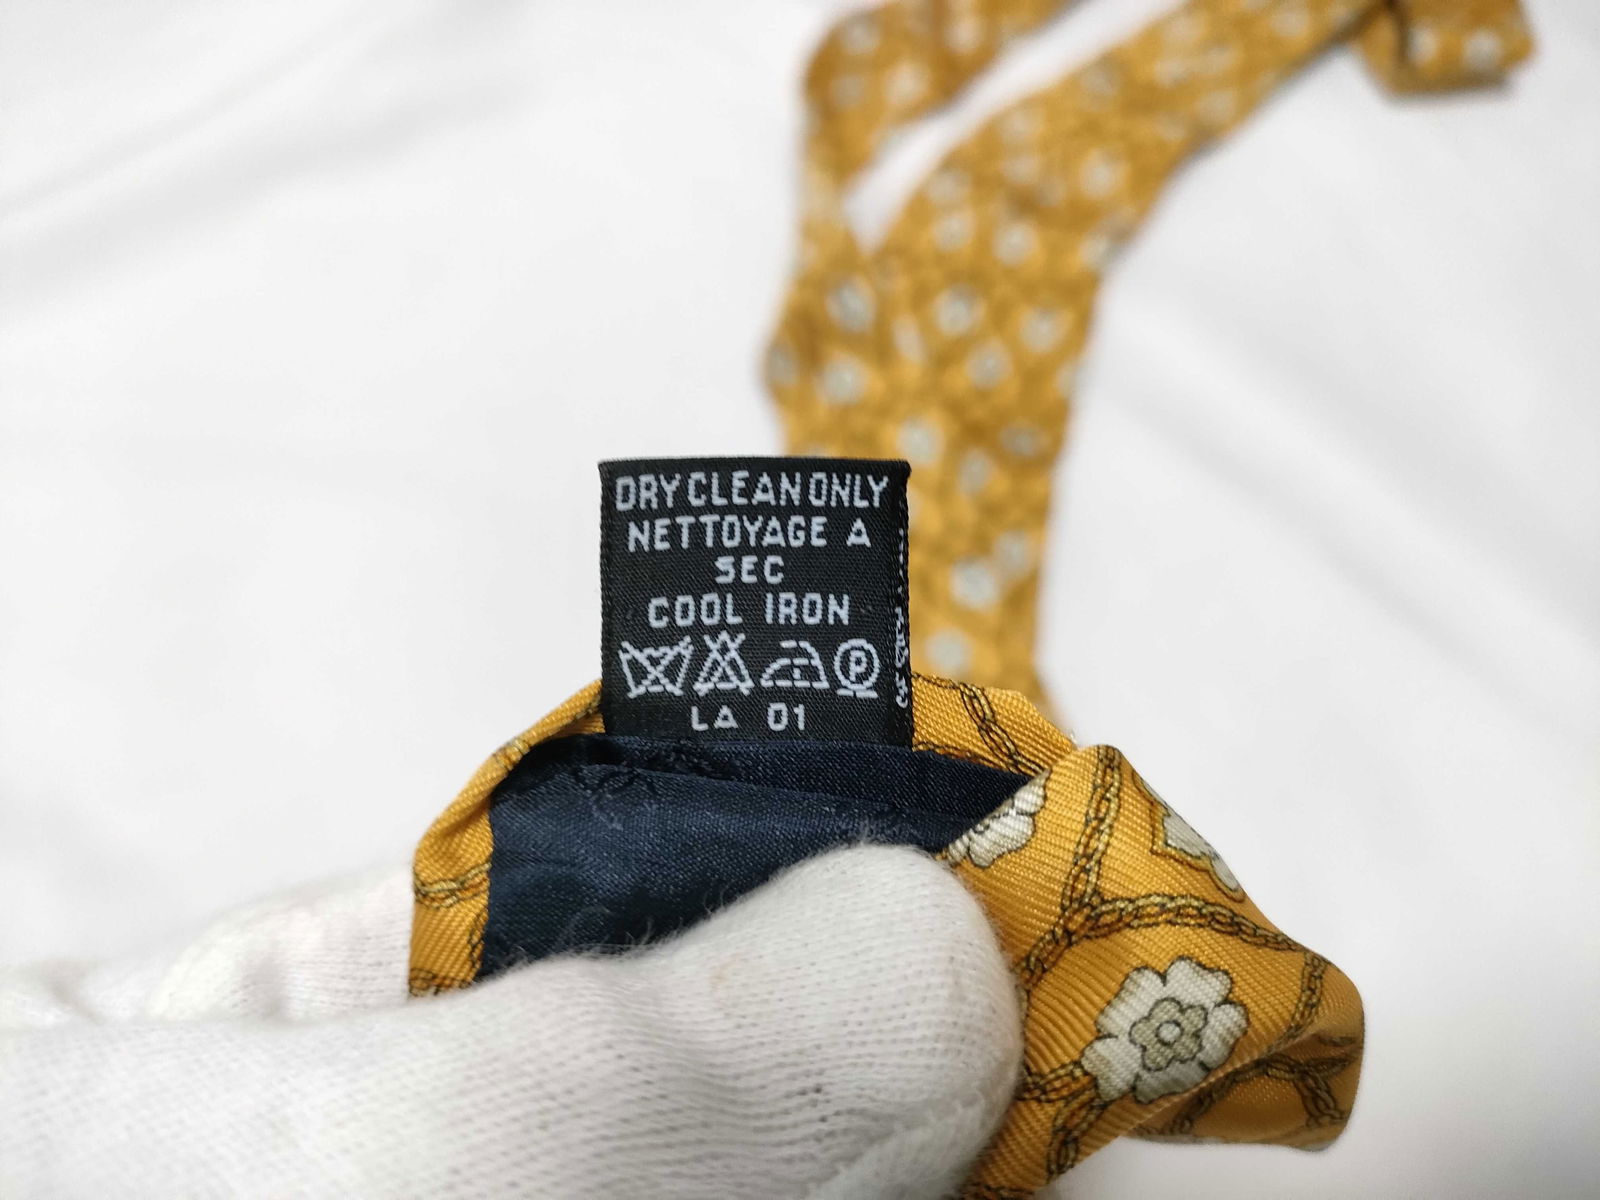 DRY CLEAN ONLY
NETTOYAGE A
SEC
COOL IRON
P
LA 01